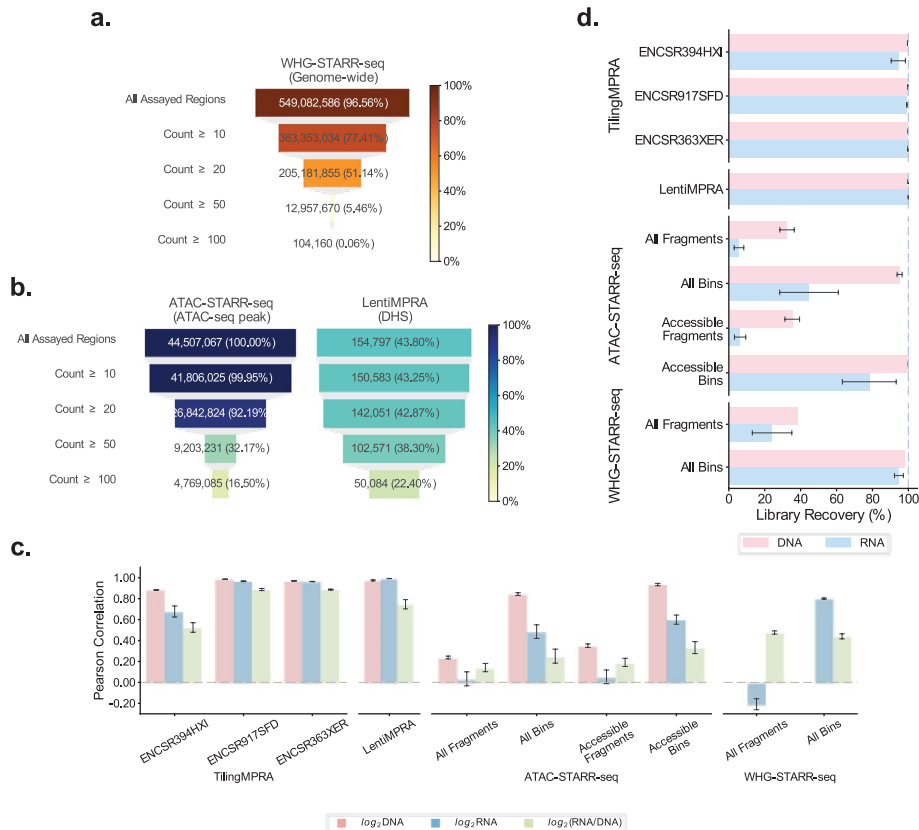 a.
WHG-STARR-seq
(Genome-wide)
All Assayed Regions
549,082,586 (96.56%)
Count ≥ 10
383,353,034 (77.41%)
Count ≥ 20
205,181,855 (51.14%)
Count ≥ 50
12,957,670 (5.46%)
Count ≥ 100
104,160 (0.06%)
100%
80%
60%
40%
20%
0%
b.
ATAC-STARR-seq
(ATAC-seq peak)
LentiMPRA
(DHS)
All Assayed Regions
44,507,067 (100.00%)
154,797 (43.80%)
Count ≥ 10
41,806,025 (99.95%)
150,583 (43.25%)
Count ≥ 20
26,842,824 (92.19%)
142,051 (42.87%)
Count ≥ 50
9,203,231 (32.17%)
102,571 (38.30%)
Count ≥ 100
4,769,085 (16.50%)
50,084 (22.40%)
100%
80%
60%
40%
20%
0%
d.
TilingMPRA
ENCSR394HXI
ENCSR917SFD
ENCSR363XER
LentiMPRA
ATAC-STARR-seq
All Fragments
All Bins
Accessible
Fragments
Accessible
Bins
WHG-STARR-seq
All Fragments
All Bins
0 20 40 60 80 100
Library Recovery (%)
DNA RNA
c.
Pearson Correlation
1.00
0.80
0.60
0.40
0.20
0.00
-0.20
ENCSR394HXI
ENCSR917SFD
ENCSR363XER
LentiMPRA
All Fragments
All Bins
Accessible
Fragments
Accessible
Bins
All Fragments
All Bins
TilingMPRA
ATAC-STARR-seq
WHG-STARR-seq
log₂DNA log₂RNA log₂(RNA/DNA)